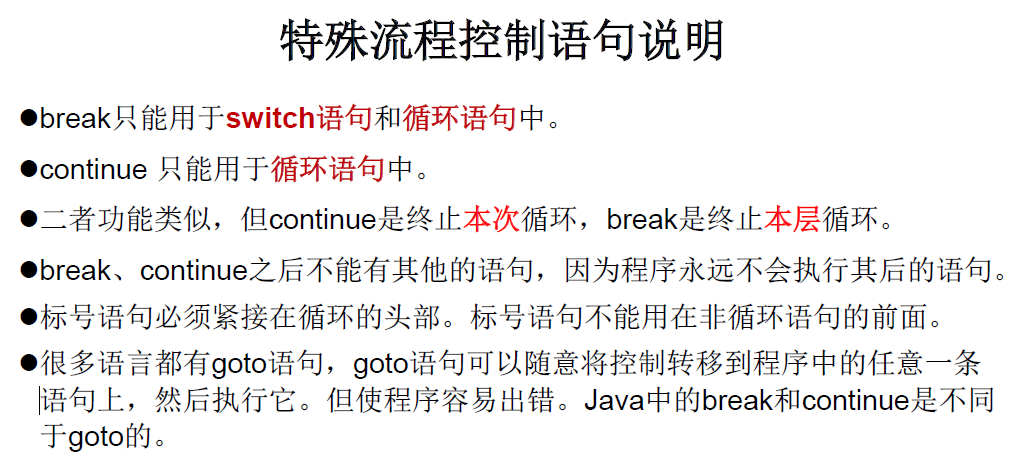 特殊流程控制语句说明
●break只能用于switch语句和循环语句中。
●continue 只能用于循环语句中。
●二者功能类似，但continue是终止本次循环，break是终止本层循环。
●break、continue之后不能有其他的语句，因为程序永远不会执行其后的语句。
●标号语句必须紧接在循环的头部。标号语句不能用在非循环语句的前面。
●很多语言都有goto语句，goto语句可以随意将控制转移到程序中的任意一条
语句上，然后执行它。但使程序容易出错。Java中的break和continue是不同
于goto的。